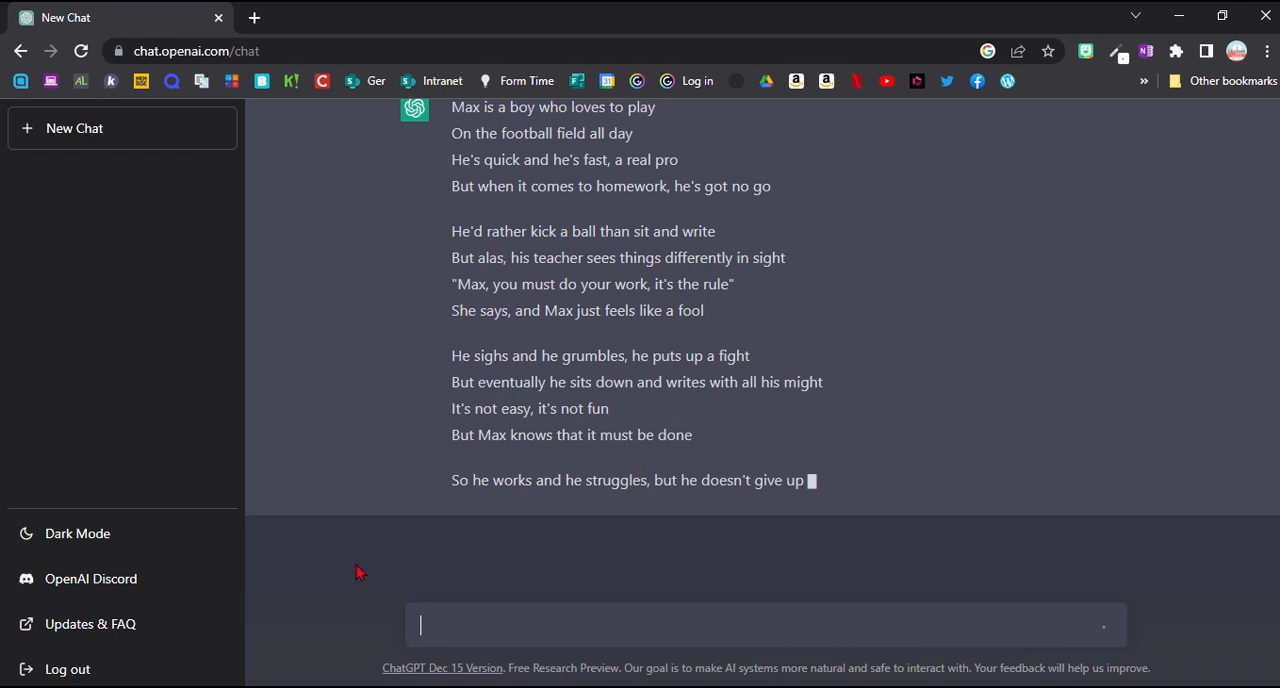 New Chat
chat.openai.com/chat
Ger
Intranet
Form Time
Log in
Other bookmarks
New Chat
Max is a boy who loves to play
On the football field all day
He's quick and he's fast, a real pro
But when it comes to homework, he's got no go
He'd rather kick a ball than sit and write
But alas, his teacher sees things differently in sight
"Max, you must do your work, it's the rule"
She says, and Max just feels like a fool
He sighs and he grumbles, he puts up a fight
But eventually he sits down and writes with all his might
It's not easy, it's not fun
But Max knows that it must be done
So he works and he struggles, but he doesn't give up
Dark Mode
OpenAI Discord
Updates & FAQ
Log out
ChatGPT Dec 15 Version. Free Research Preview. Our goal is to make AI systems more natural and safe to interact with. Your feedback will help us improve.